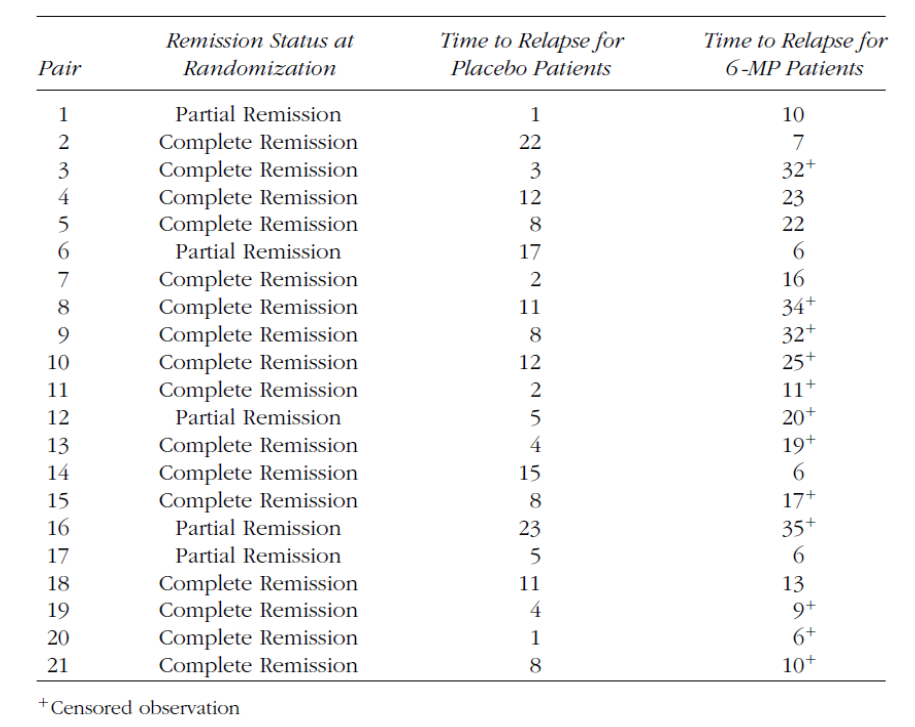 Remission Status at Time to Relapse for Time to Relapse for
Pair Randomization Placebo Patients 6-MP Patients
1 Partial Remission 1 10
2 Complete Remission 22 7
3 Complete Remission 3 32+
4 Complete Remission 12 23
5 Complete Remission 8 22
6 Partial Remission 17 6
7 Complete Remission 2 16
8 Complete Remission 11 34+
9 Complete Remission 8 32+
10 Complete Remission 12 25+
11 Complete Remission 2 11+
12 Partial Remission 5 20+
13 Complete Remission 4 19+
14 Complete Remission 15 6
15 Complete Remission 8 17+
16 Partial Remission 23 35+
17 Partial Remission 5 6
18 Complete Remission 11 13
19 Complete Remission 4 9+
20 Complete Remission 1 6+
21 Complete Remission 8 10+
+Censored observation